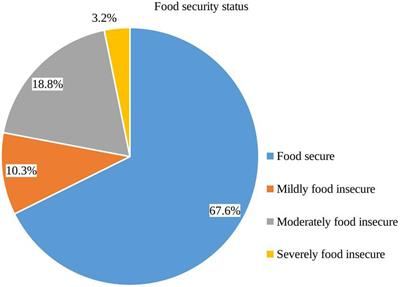 Food security status
3.2%
18.8%
10.3%
67.6%
Food secure
Mildly food insecure
Moderately food insecure
Severely food insecure